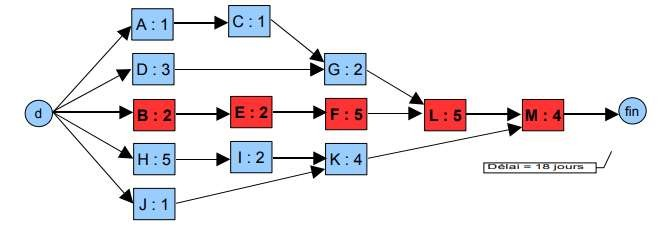 A : 1
C : 1
D : 3
G : 2
d
B : 2
E : 2
F : 5
L : 5
M : 4
fin
H : 5
I : 2
K : 4
Délai = 18 jours
J : 1